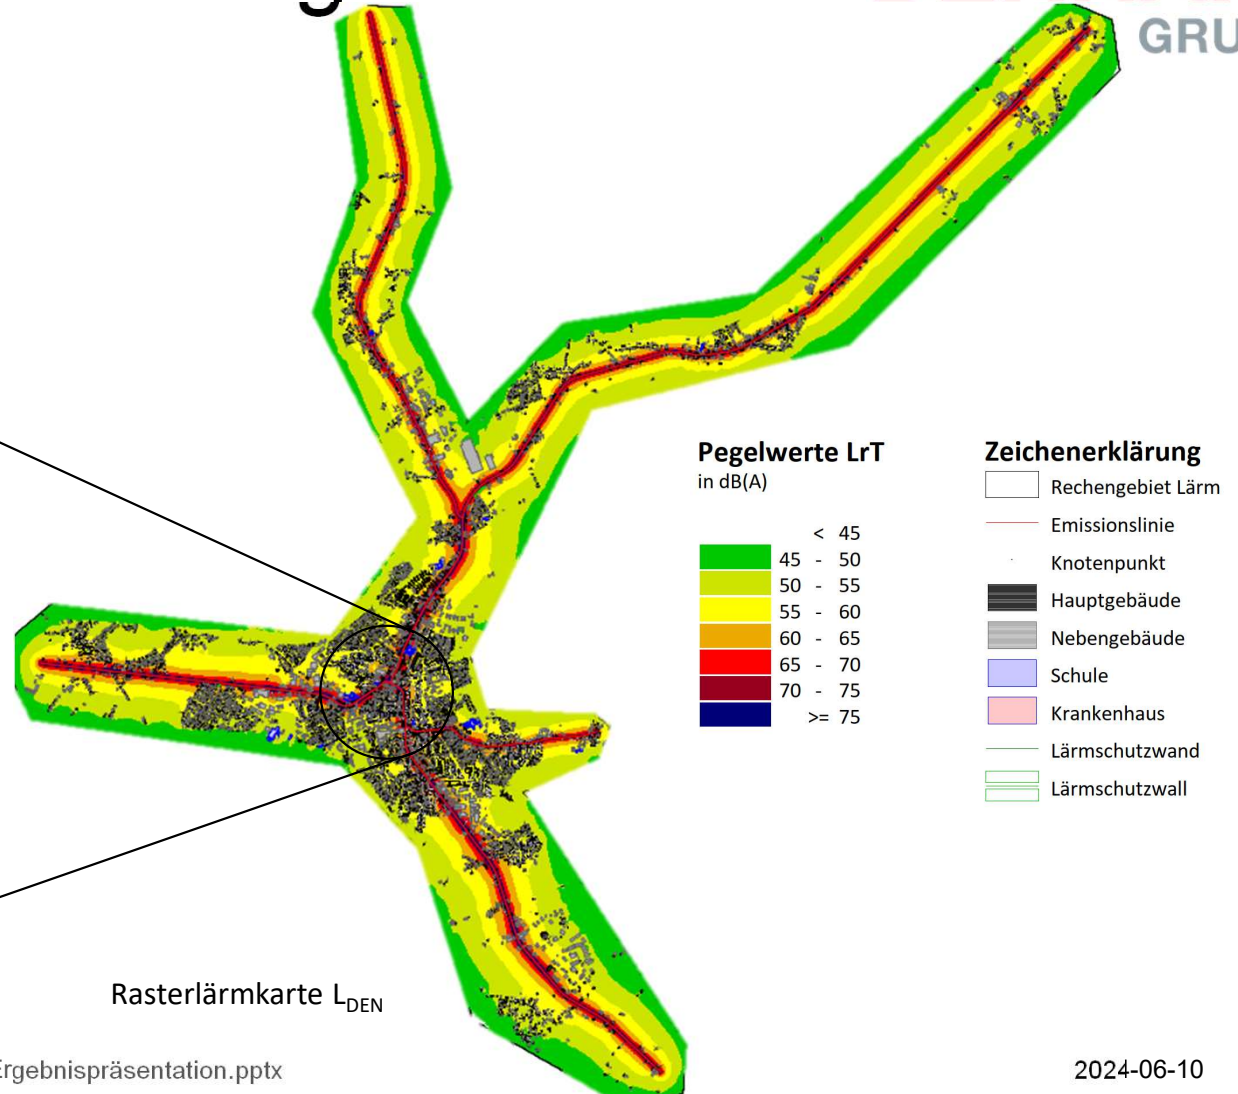 GRU
Pegelwerte LrT
in dB(A)
< 45
45 - 50
50 - 55
55 - 60
60 - 65
65 - 70
70 - 75
>= 75
Zeichenerklärung
Rechengebiet Lärm
Emissionslinie
Knotenpunkt
Hauptgebäude
Nebengebäude
Schule
Krankenhaus
Lärmschutzwand
Lärmschutzwall
Rasterlärmkarte L_DEN
Ergebnispräsentation.pptx
2024-06-10